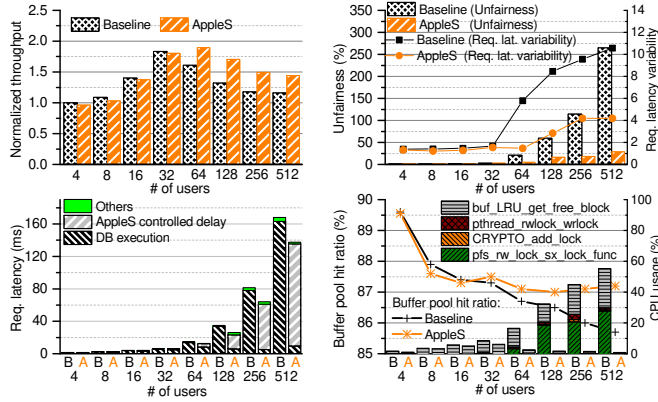 Baseline
AppleS
Normalized throughput
2.5
2.0
1.5
1.0
0.5
0.0
4 8 16 32 64 128 256 512
# of users
Baseline (Unfairness)
AppleS (Unfairness)
Baseline (Req. lat. variability)
AppleS (Req. lat. variability)
Unfairness (%)
350
300
250
200
150
100
50
0
14
12
10
8
6
4
2
0
Req. latency variability
4 8 16 32 64 128 256 512
# of users
Others
AppleS controlled delay
DB execution
Req. latency (ms)
160
120
80
40
0
B A B A B A B A B A B A B A B A
4 8 16 32 64 128 256 512
# of users
buf_LRU_get_free_block
pthread_rwlock_wrlock
CRYPTO_add_lock
pfs_rw_lock_sx_lock_func
Buffer pool hit ratio:
Baseline
AppleS
Buffer pool hit ratio (%)
90
89
88
87
86
85
100
80
60
40
20
0
CPU usage (%)
B A B A B A B A B A B A B A B A
4 8 16 32 64 128 256 512
# of users